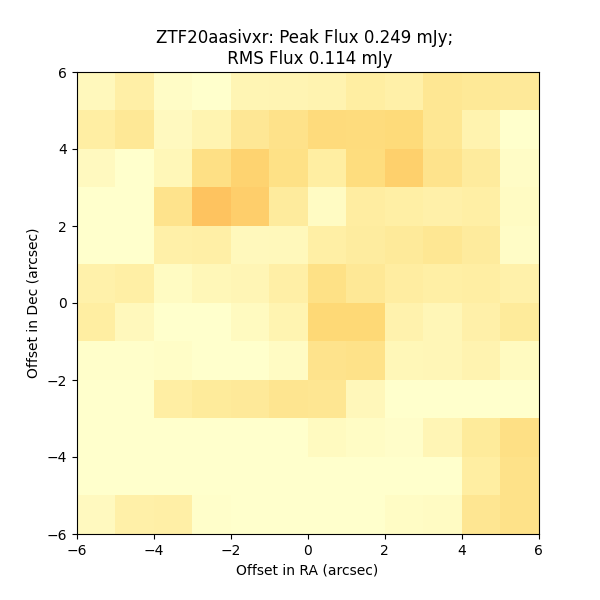 ZTF20aasivxr: Peak Flux 0.249 mJy;
RMS Flux 0.114 mJy
6
4
2
0
−2
−4
−6
Offset in Dec (arcsec)
−6 −4 −2 0 2 4 6
Offset in RA (arcsec)